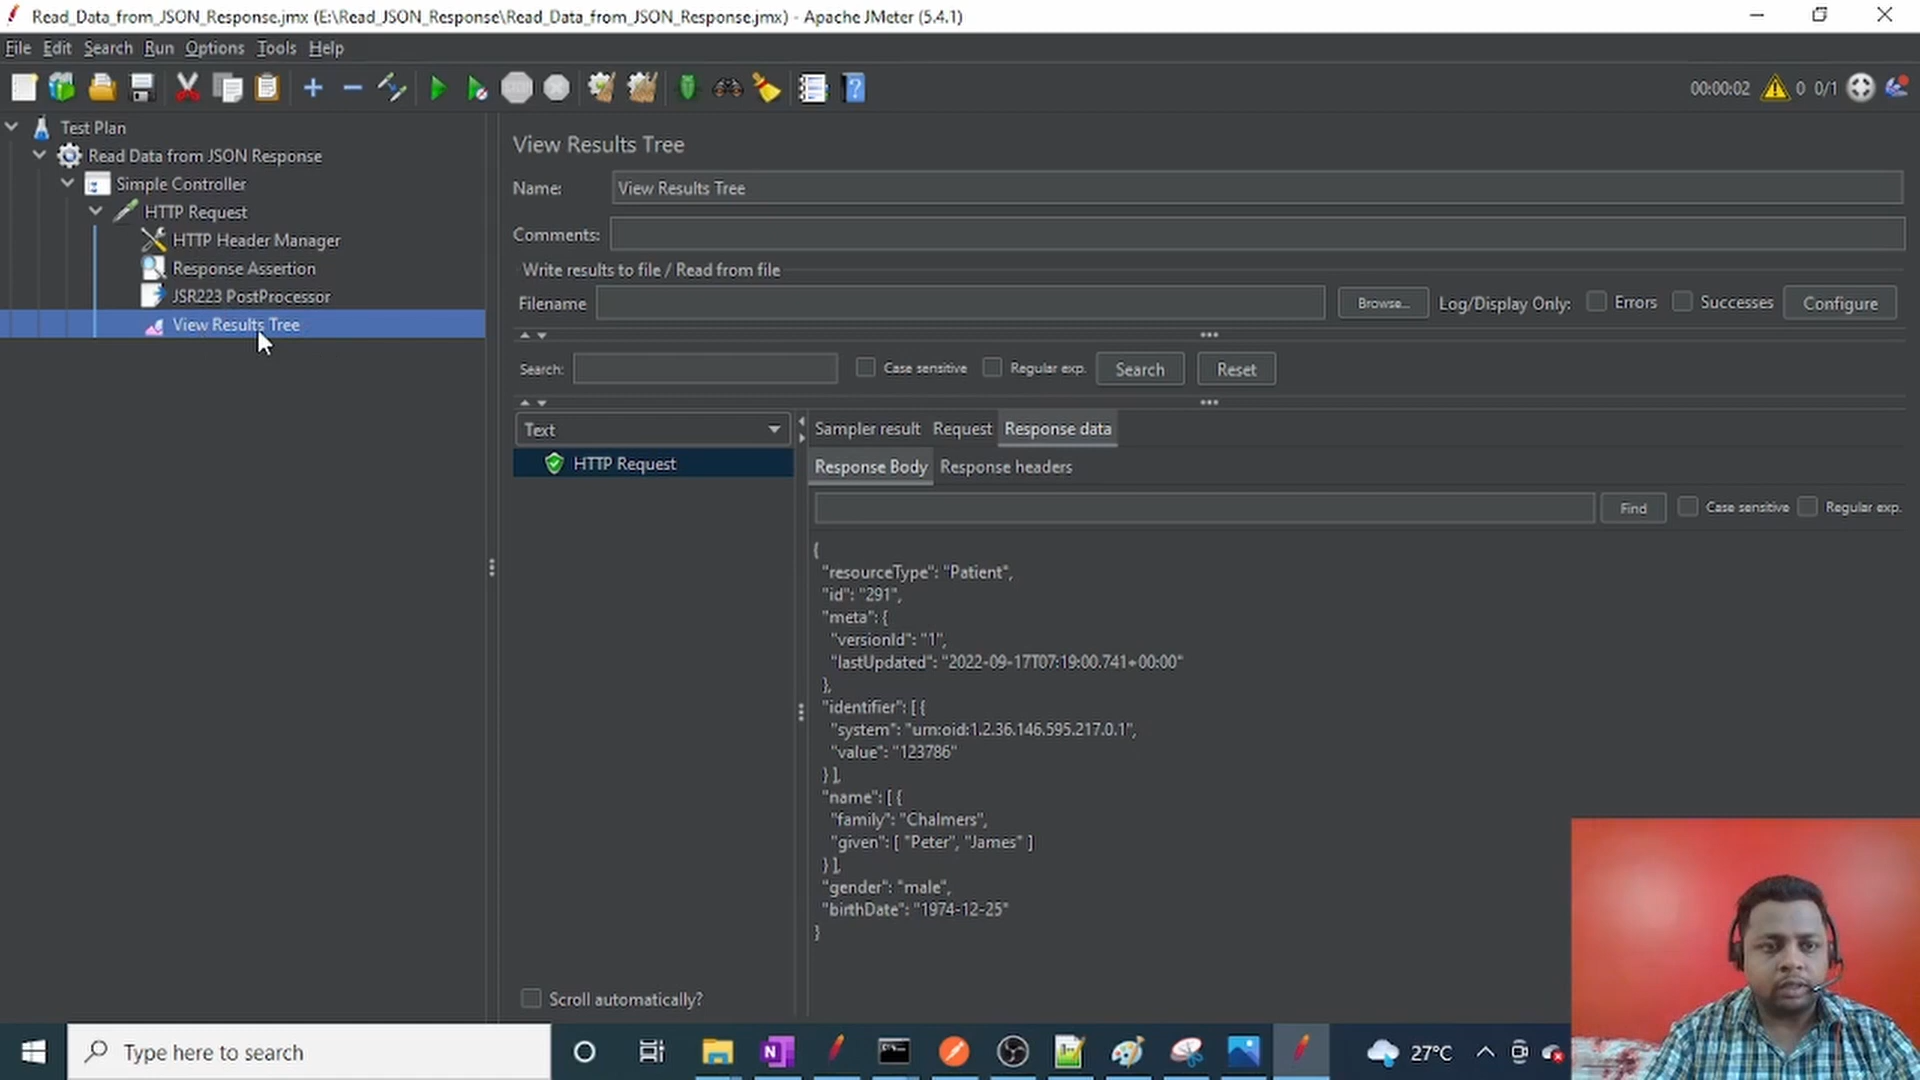 Read_Data_from_JSON_Response.jmx (E:\Read_JSON_Response\Read_Data_from_JSON_Response.jmx) - Apache JMeter (5.4.1)
File Edit Search Run Options Tools Help
00:00:02 0 0/1
Test Plan
Read Data from JSON Response
Simple Controller
HTTP Request
HTTP Header Manager
Response Assertion
JSR223 PostProcessor
View Results Tree
View Results Tree
Name: View Results Tree
Comments:
Write results to file / Read from file
Filename Browse... Log/Display Only: Errors Successes Configure
Search: Case sensitive Regular exp. Search Reset
Text
HTTP Request
Scroll automatically?
Sampler result Request Response data
Response Body Response headers
Find Case sensitive Regular exp.
{
"resourceType": "Patient",
"id": "291",
"meta": {
"versionId": "1",
"lastUpdated": "2022-09-17T07:19:00.741+00:00"
},
"identifier": [ {
"system": "urn:oid:1.2.36.146.595.217.0.1",
"value": "123786"
} ],
"name": [ {
"family": "Chalmers",
"given": [ "Peter", "James" ]
} ],
"gender": "male",
"birthDate": "1974-12-25"
}
Type here to search
27°C